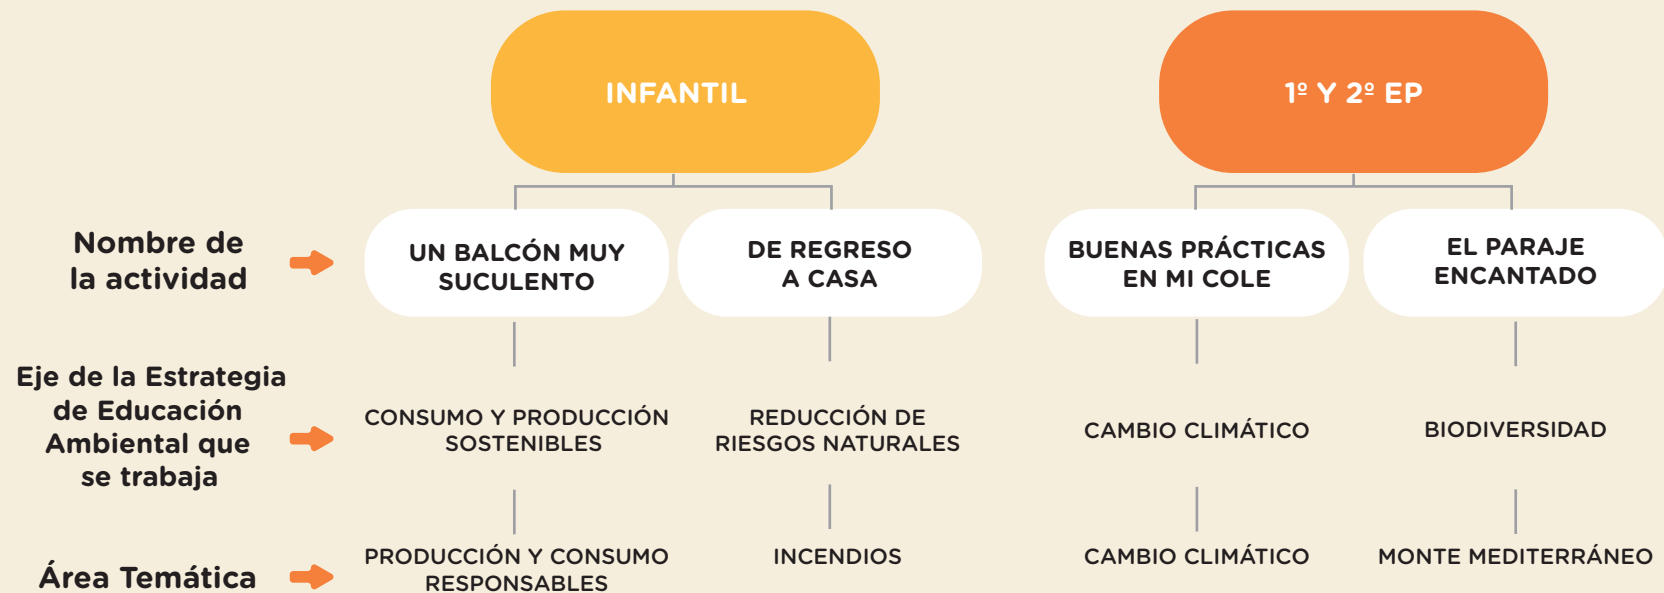 INFANTIL
1º Y 2º EP
Nombre de
la actividad
UN BALCÓN MUY
SUCULENTO
DE REGRESO
A CASA
BUENAS PRÁCTICAS
EN MI COLE
EL PARAJE
ENCANTADO
Eje de la Estrategia
de Educación
Ambiental que
se trabaja
CONSUMO Y PRODUCCIÓN
SOSTENIBLES
REDUCCIÓN DE
RIESGOS NATURALES
CAMBIO CLIMÁTICO
BIODIVERSIDAD
Área Temática
PRODUCCIÓN Y CONSUMO
RESPONSABLES
INCENDIOS
CAMBIO CLIMÁTICO
MONTE MEDITERRÁNEO